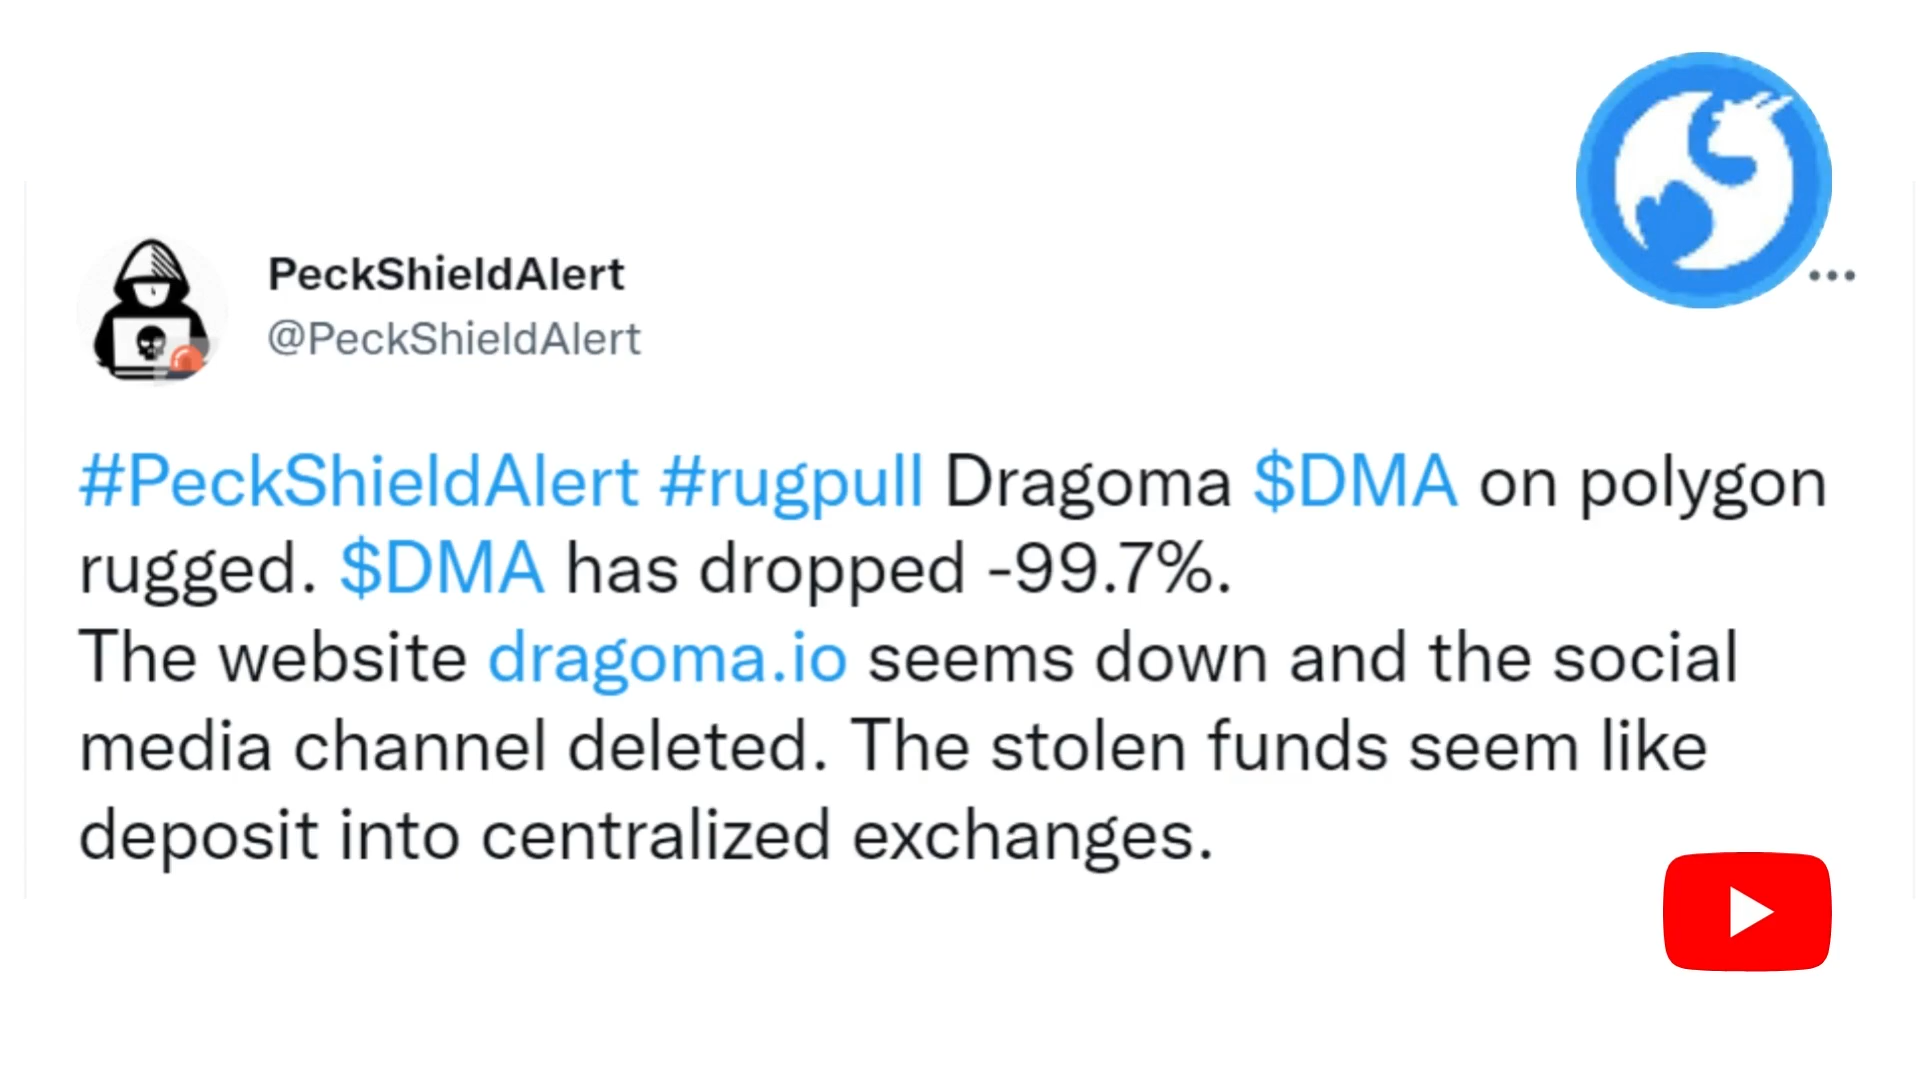 PeckShieldAlert
@PeckShieldAlert
#PeckShieldAlert #rugpull Dragoma $DMA on polygon
rugged. $DMA has dropped -99.7%.
The website dragoma.io seems down and the social
media channel deleted. The stolen funds seem like
deposit into centralized exchanges.